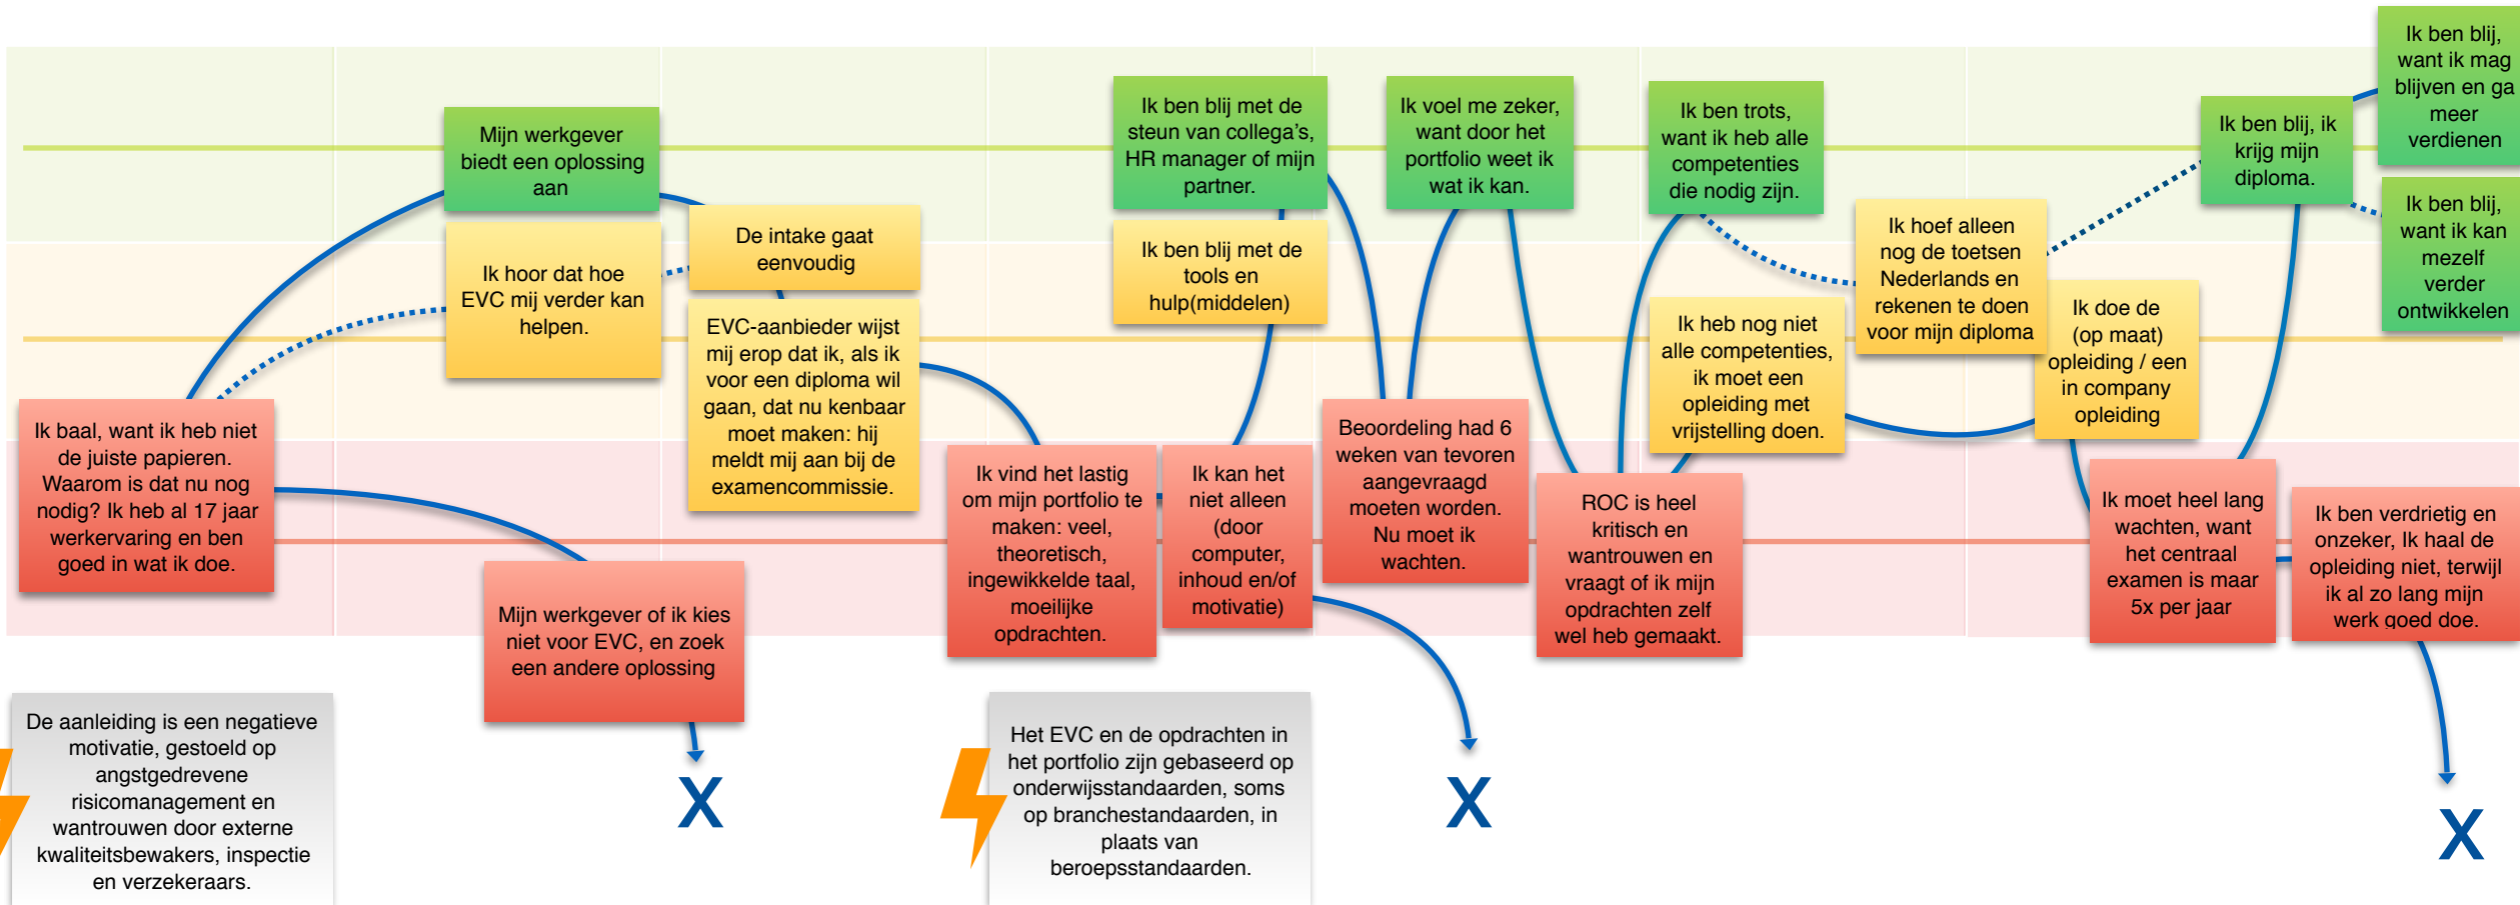 Ik baal, want ik heb niet
de juiste papieren.
Waarom is dat nu nog
nodig? Ik heb al 17 jaar
werkervaring en ben
goed in wat ik doe.
Mijn werkgever
biedt een oplossing
aan
Ik hoor dat hoe
EVC mij verder kan
helpen.
Mijn werkgever of ik kies
niet voor EVC, en zoek
een andere oplossing
X
De intake gaat
eenvoudig
EVC-aanbieder wijst
mij erop dat ik, als ik
voor een diploma wil
gaan, dat nu kenbaar
moet maken: hij
meldt mij aan bij de
examencommissie.
Ik vind het lastig
om mijn portfolio te
maken: veel,
theoretisch,
ingewikkelde taal,
moeilijke
opdrachten.
Ik ben blij met de
steun van collega's,
HR manager of mijn
partner.
Ik ben blij met de
tools en
hulp(middelen)
Ik kan het
niet alleen
(door
computer,
inhoud en/of
motivatie)
X
Beoordeling had 6
weken van tevoren
aangevraagd
moeten worden.
Nu moet ik
wachten.
Ik voel me zeker,
want door het
portfolio weet ik
wat ik kan.
ROC is heel
kritisch en
wantrouwen en
vraagt of ik mijn
opdrachten zelf
wel heb gemaakt.
Ik ben trots,
want ik heb alle
competenties
die nodig zijn.
Ik heb nog niet
alle competenties,
ik moet een
opleiding met
vrijstelling doen.
Ik hoef alleen
nog de toetsen
Nederlands en
rekenen te doen
voor mijn diploma
Ik doe de
(op maat)
opleiding / een
in company
opleiding
Ik moet heel lang
wachten, want
het centraal
examen is maar
5x per jaar
Ik ben blij, ik
krijg mijn
diploma.
Ik ben blij,
want ik mag
blijven en ga
meer
verdienen
Ik ben blij,
want ik kan
mezelf
verder
ontwikkelen
Ik ben verdrietig en
onzeker, Ik haal de
opleiding niet, terwijl
ik al zo lang mijn
werk goed doe.
X
De aanleiding is een negatieve
motivatie, gestoeld op
angstgedrevene
risicomanagement en
wantrouwen door externe
kwaliteitsbewakers, inspectie
en verzekeraars.
Het EVC en de opdrachten in
het portfolio zijn gebaseerd op
onderwijsstandaarden, soms
op branchestandaarden, in
plaats van
beroepsstandaarden.